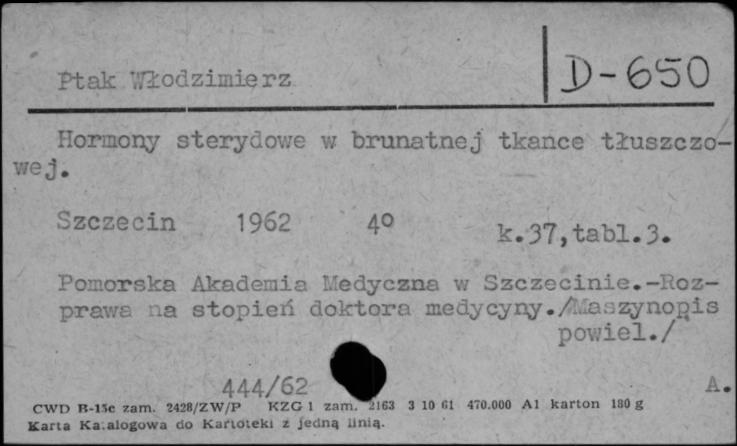 Ptak Włodzimierz
D-650
Hormony sterydowe w brunatnej tkance tłuszczo-
wej.
Szczecin 1962 4º k.37,tabl.3.
Pomorska Akademia Medyczna w Szczecinie.-Roz-
prawa na stopień doktora medycyny./Maszynopis
powiel./
444/62 A.
CWD B-15c zam. 2428/ZW/P KZG 1 zam. 2163 3 10 61 470.000 A1 karton 180 g
Karta Katalogowa do Kartoteki z jedną linią.